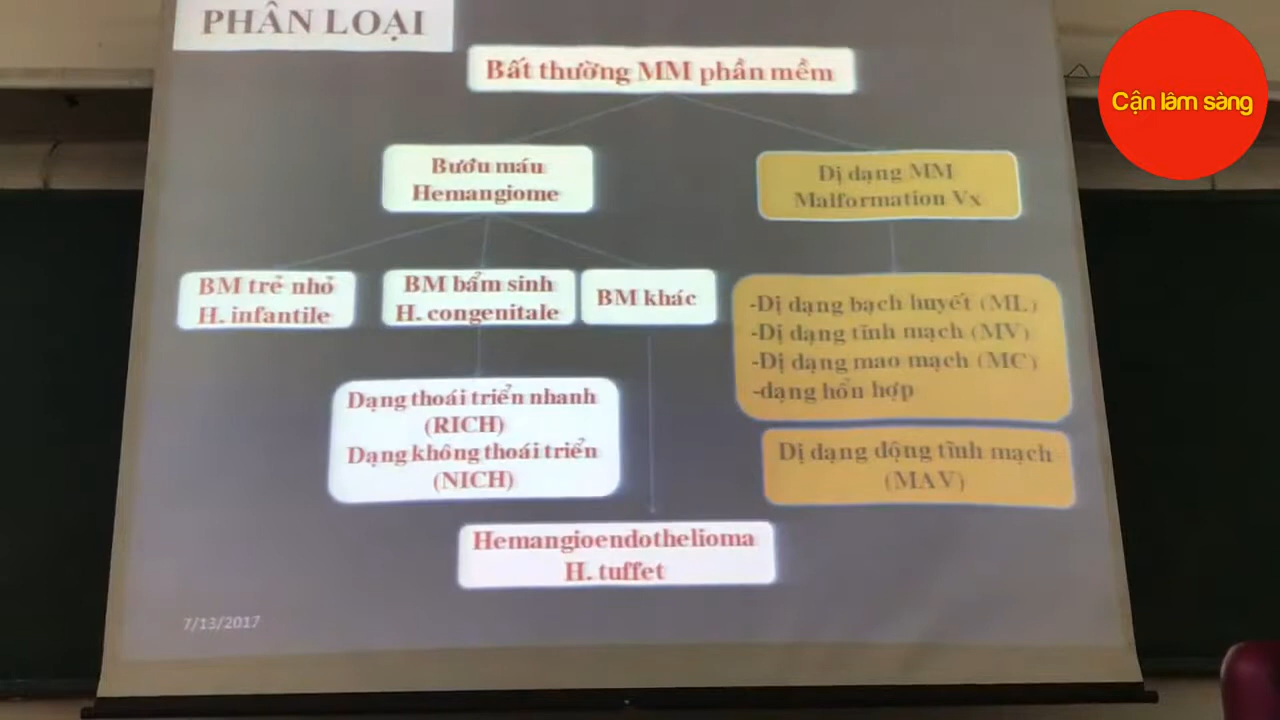 PHÂN LOẠI
Cận lâm sàng
Bất thường MM phần mềm
Bướu máu
Hemangiome
Dị dạng MM
Malformation Vx
BM trẻ nhỏ
H. infantile
BM bẩm sinh
H. congenitale
BM khác
-Dị dạng bạch huyết (ML)
-Dị dạng tĩnh mạch (MV)
-Dị dạng mao mạch (MC)
-dạng hổn hợp
Dạng thoái triển nhanh
(RICH)
Dạng không thoái triển
(NICH)
Dị dạng động tĩnh mạch
(MAV)
Hemangioendothelioma
H. tuffet
7/13/2017